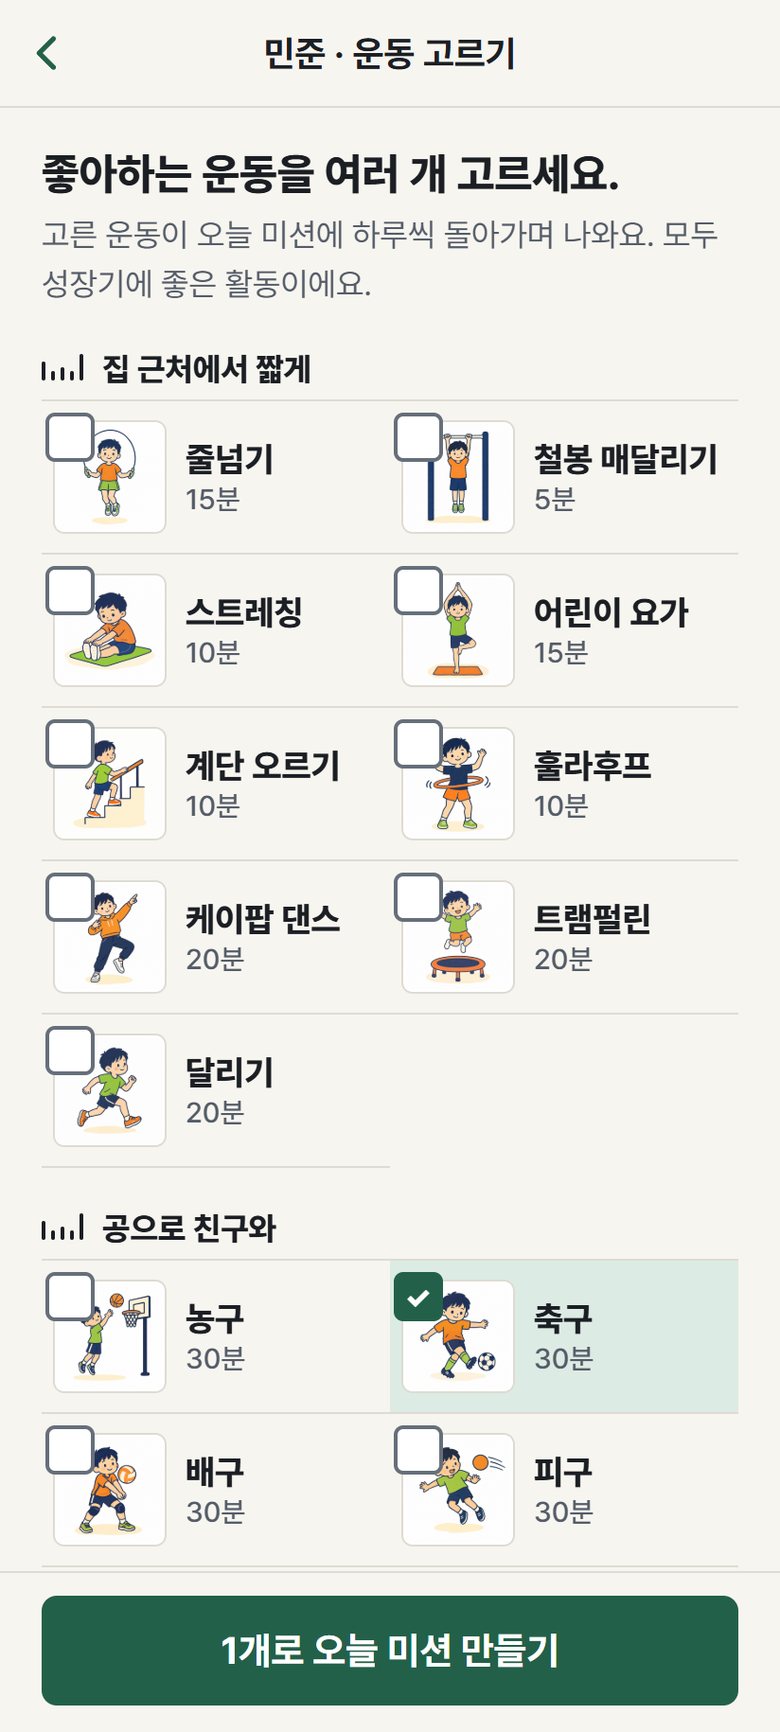 민준 · 운동 고르기
좋아하는 운동을 여러 개 고르세요.
고른 운동이 오늘 미션에 하루씩 돌아가며 나와요. 모두
성장기에 좋은 활동이에요.
집 근처에서 짧게
줄넘기
15분
철봉 매달리기
5분
스트레칭
10분
어린이 요가
15분
계단 오르기
10분
훌라후프
10분
케이팝 댄스
20분
트램펄린
20분
달리기
20분
공으로 친구와
농구
30분
축구
30분
배구
30분
피구
30분
1개로 오늘 미션 만들기